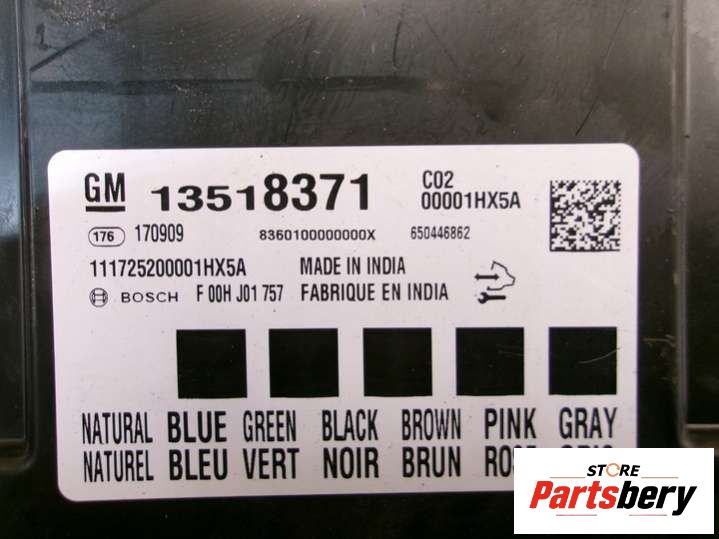 GM 13518371 C02
00001HX5A
176 170909 8360100000000X 650446862
111725200001HX5A MADE IN INDIA
BOSCH F 00H J01 757 FABRIQUE EN INDIA
NATURAL BLUE GREEN BLACK BROWN PINK GRAY
NATUREL BLEU VERT NOIR BRUN
STORE
Partsbery